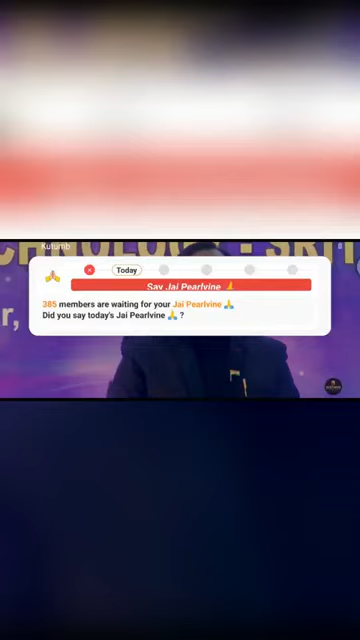 Kutumb
Today
Say Jai Pearlvine 🙏
385 members are waiting for your Jai Pearlvine 🙏
Did you say today's Jai Pearlvine 🙏 ?